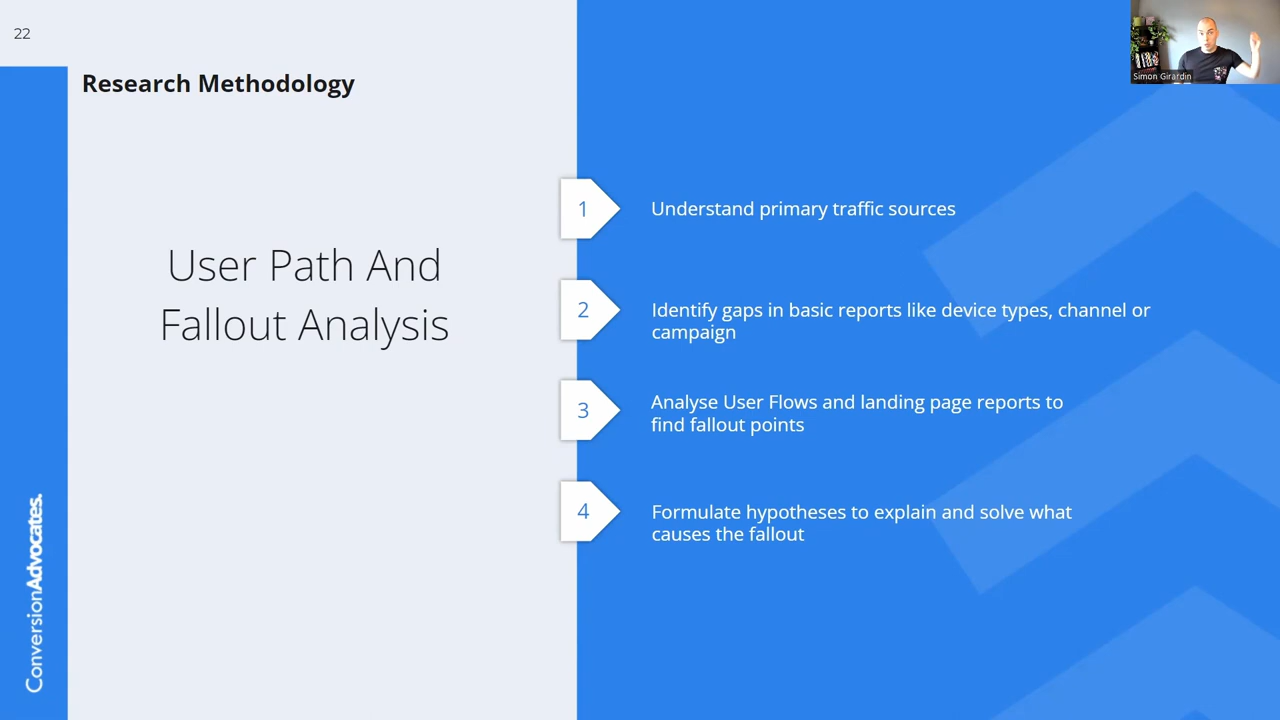 22
Research Methodology
Simon Girardin
User Path And
Fallout Analysis
1
Understand primary traffic sources
2
Identify gaps in basic reports like device types, channel or
campaign
3
Analyse User Flows and landing page reports to
find fallout points
4
Formulate hypotheses to explain and solve what
causes the fallout
ConversionAdvocates.